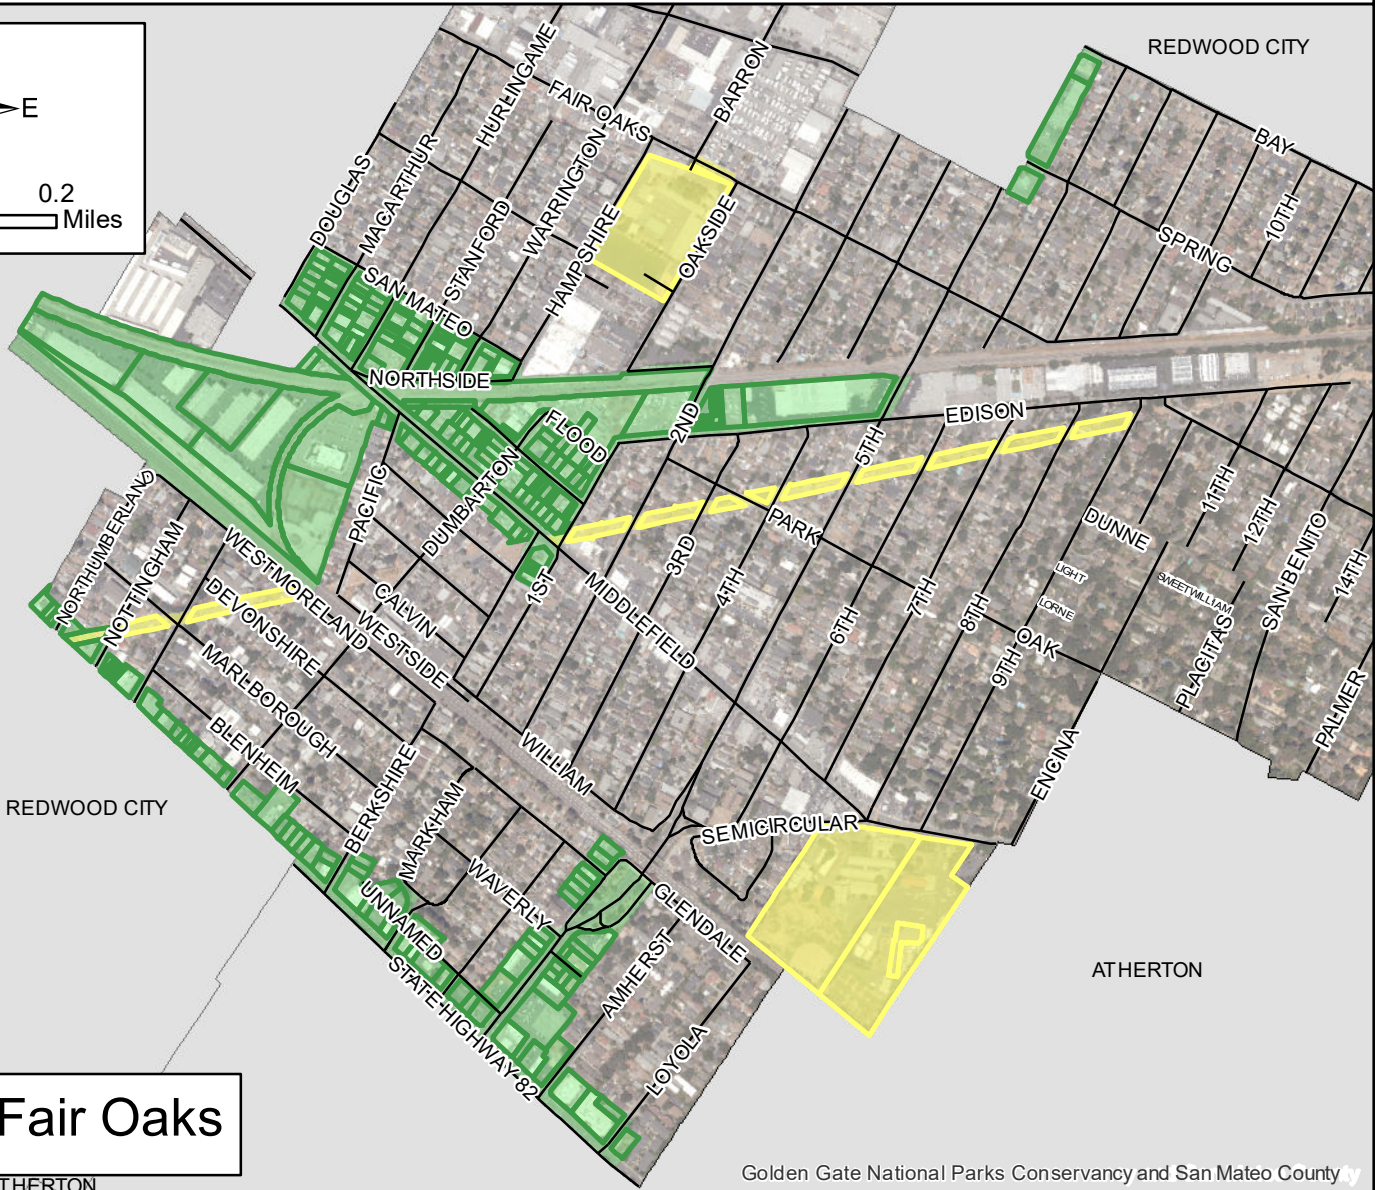 REDWOOD CITY
E
0.2
Miles
HURLINGAME
BARRON
FAIR OAKS
BAY
DOUGLAS
MACARTHUR
STANFORD
WARRINGTON
HAMPSHIRE
OAKSIDE
10TH
SPRING
SAN MATEO
NORTHSIDE
FLOOD
2ND
EDISON
5TH
PACIFIC
DUMBARTON
PARK
11TH
12TH
DUNNE
SANBENITO
14TH
NORTHUMBERLAND
NOTTINGHAM
WESTMORELAND
DEVONSHIRE
CALVIN
WESTSIDE
1ST
MIDDLEFIELD
3RD
4TH
6TH
7TH
8TH
9TH
OAK
LIGHT
LORNE
SWEETWILLIAM
PLACITAS
PALMER
MARLBOROUGH
BLENHEIM
WILLIAM
ENCINA
REDWOOD CITY
BERKSHIRE
MARKHAM
SEMICIRCULAR
WAVERLY
UNNAMED
GLENDALE
AMHERST
STATE HIGHWAY 82
LOYOLA
ATHERTON
Fair Oaks
THERTON
Golden Gate National Parks Conservancy and San Mateo County